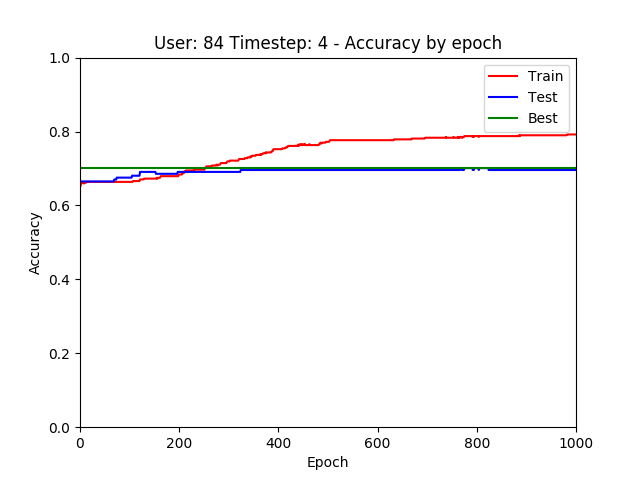 User: 84 Timestep: 4 - Accuracy by epoch
1.0
0.8
0.6
0.4
0.2
0.0
Accuracy
Train
Test
Best
0 200 400 600 800 1000
Epoch